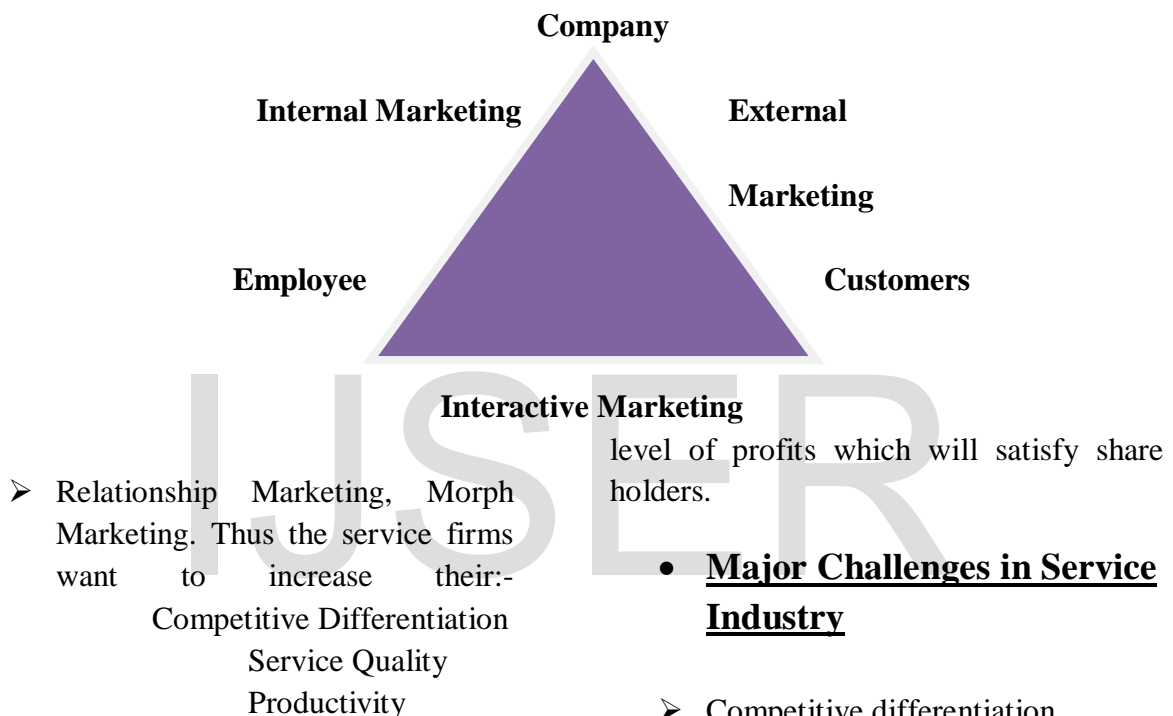 Company
Internal Marketing
External
Marketing
Employee
Customers
Interactive Marketing
➢ Relationship Marketing, Morph
Marketing. Thus the service firms
want to increase their:-
Competitive Differentiation
Service Quality
Productivity
level of profits which will satisfy share
holders.
• Major Challenges in Service
Industry
➢ Competitive differentiation
IJSER